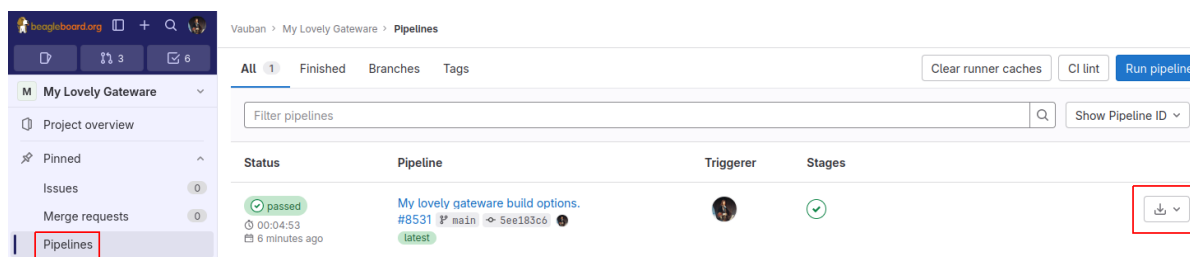 beagleboard.org
3
6
M My Lovely Gateware
Project overview
Pinned
Issues 0
Merge requests 0
Pipelines
Vauban > My Lovely Gateware > Pipelines
All 1 Finished Branches Tags
Clear runner caches CI lint Run pipeline
Filter pipelines
Show Pipeline ID
Status Pipeline Triggerer Stages
passed
00:04:53
6 minutes ago
My lovely gateware build options.
#8531 main 5ee183c6
latest